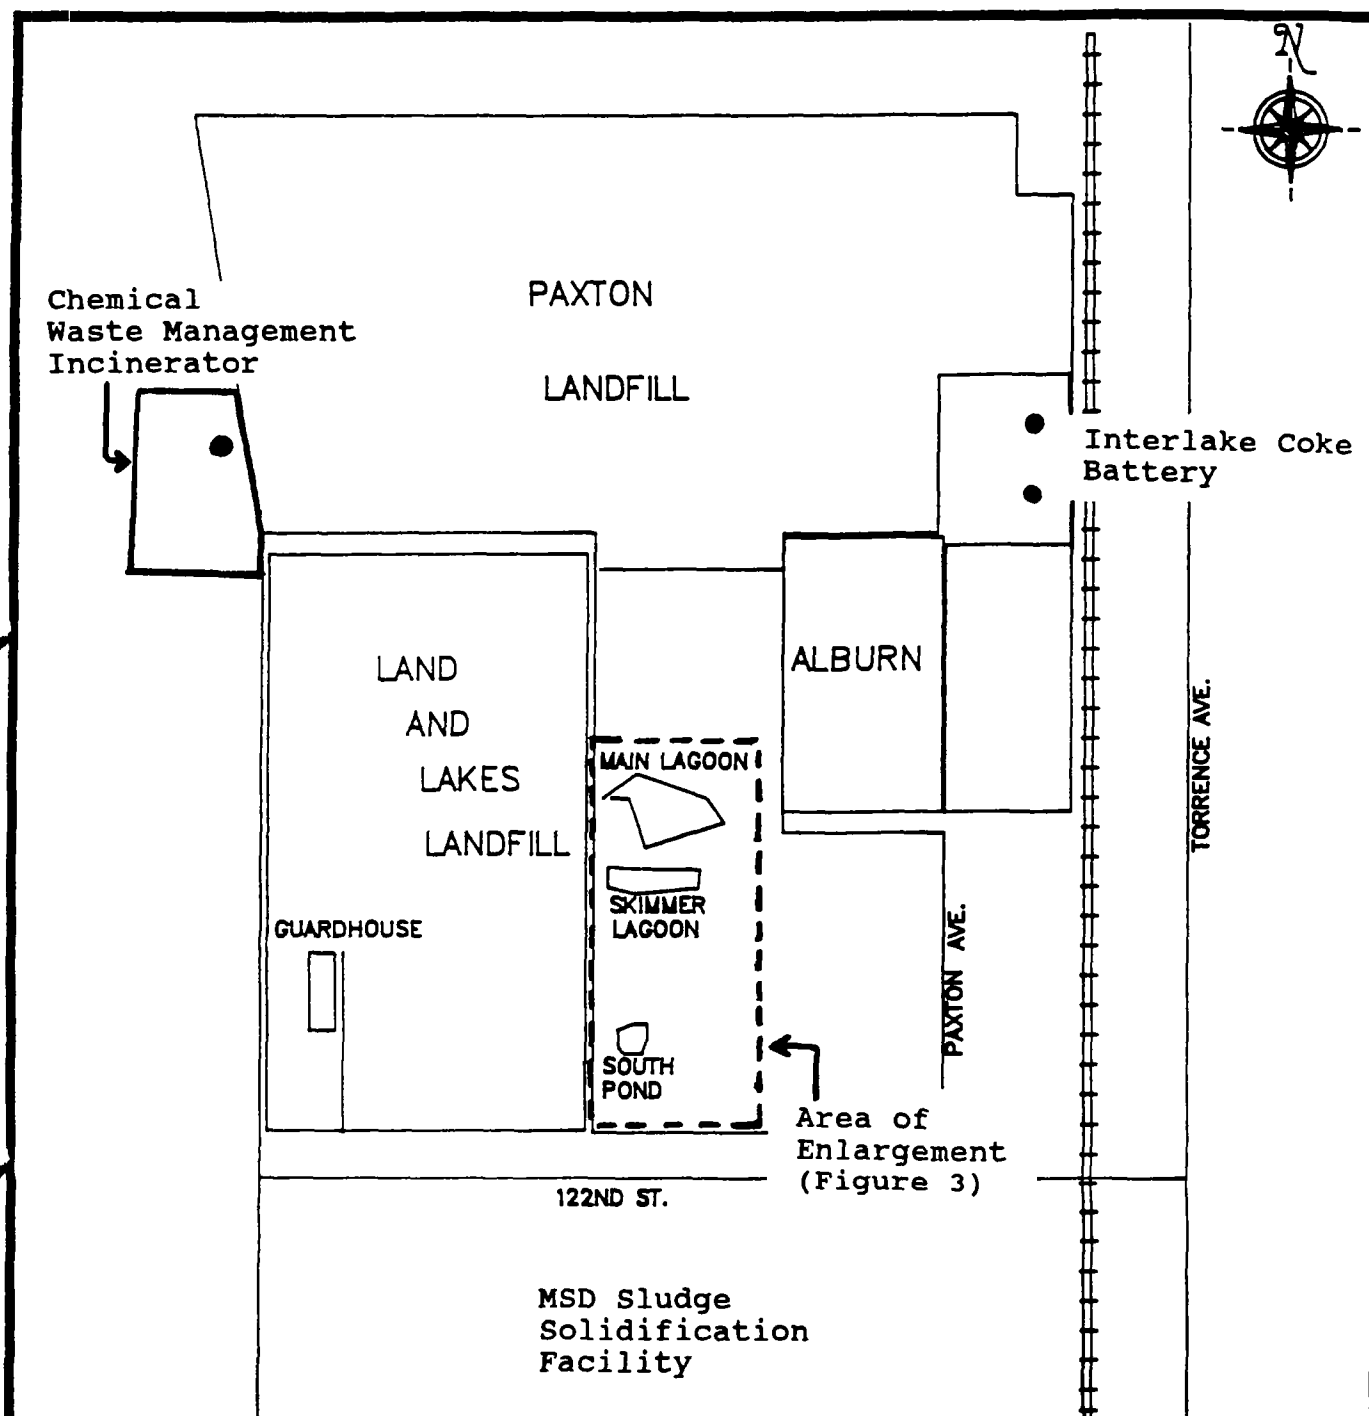 N
PAXTON
LANDFILL
Chemical
Waste Management
Incinerator
Interlake Coke
Battery
LAND
AND
LAKES
LANDFILL
ALBURN
MAIN LAGOON
SKIMMER
LAGOON
GUARDHOUSE
SOUTH
POND
PAXTON AVE.
TORRENCE AVE.
Area of
Enlargement
(Figure 3)
122ND ST.
MSD Sludge
Solidification
Facility